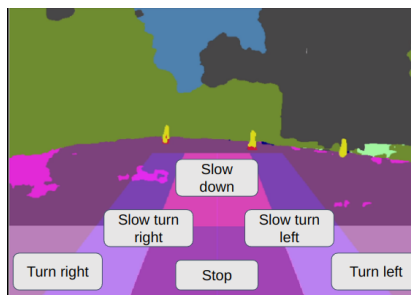 Slow
down
Slow turn
right
Slow turn
left
Turn right
Stop
Turn left